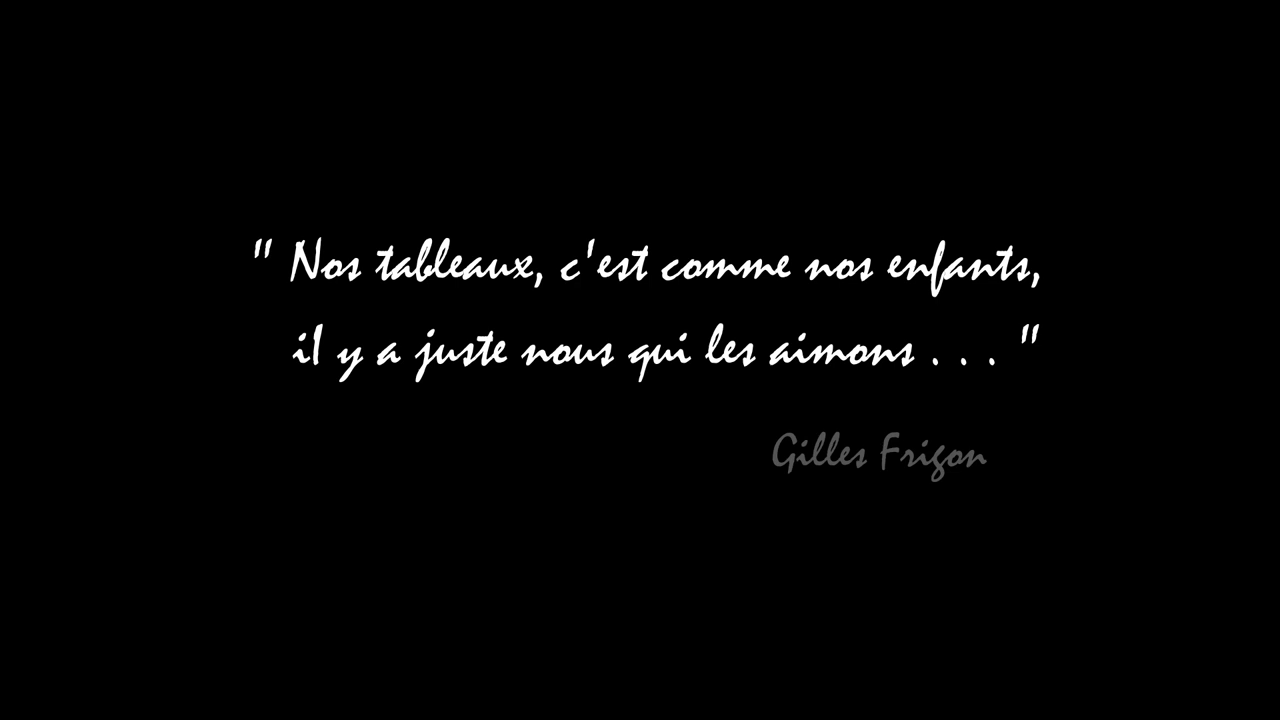 " Nos tableaux, c'est comme nos enfants,
il y a juste nous qui les aimons . . . "
Gilles Frigon